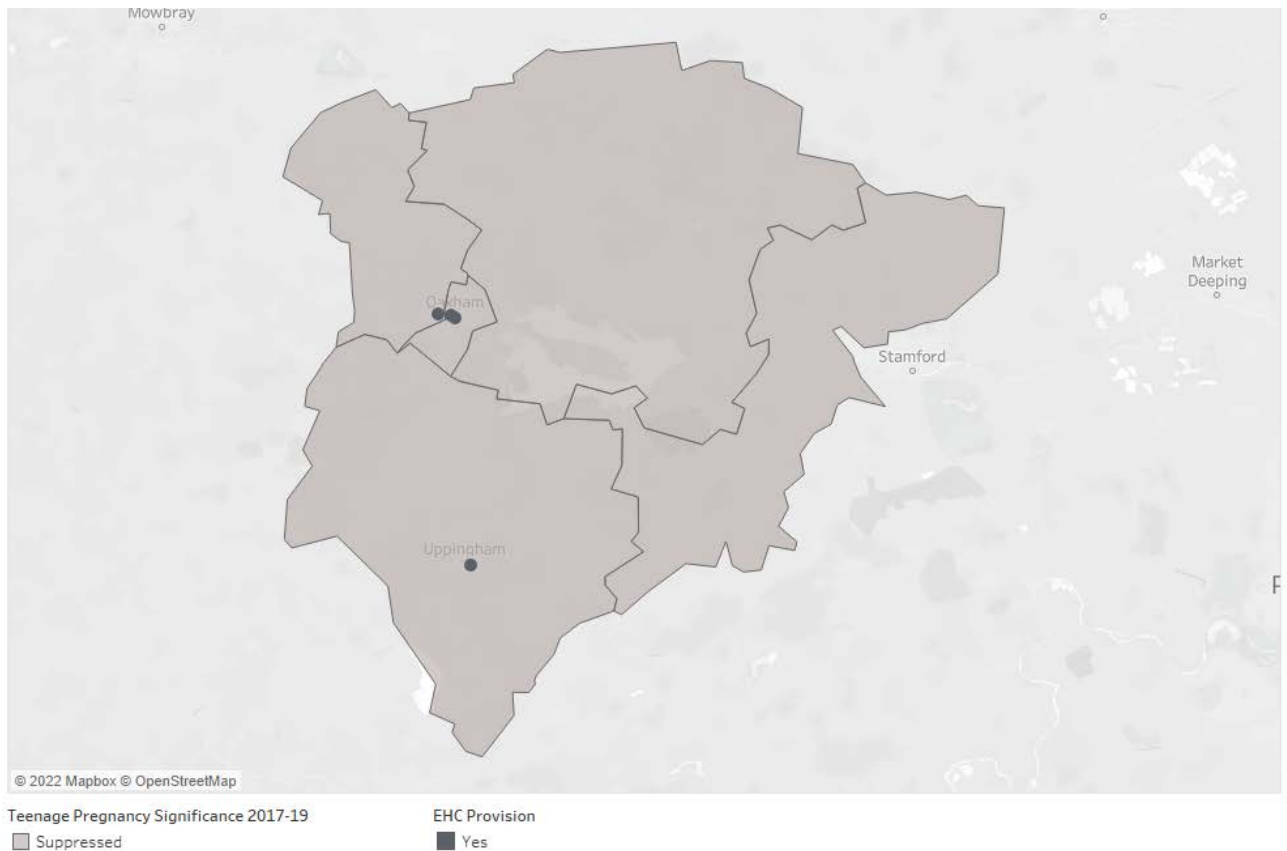 Mowbray
Oakham
Market
Deeping
Stamford
Uppingham
© 2022 Mapbox © OpenStreetMap
Teenage Pregnancy Significance 2017-19
EHC Provision
Suppressed
Yes